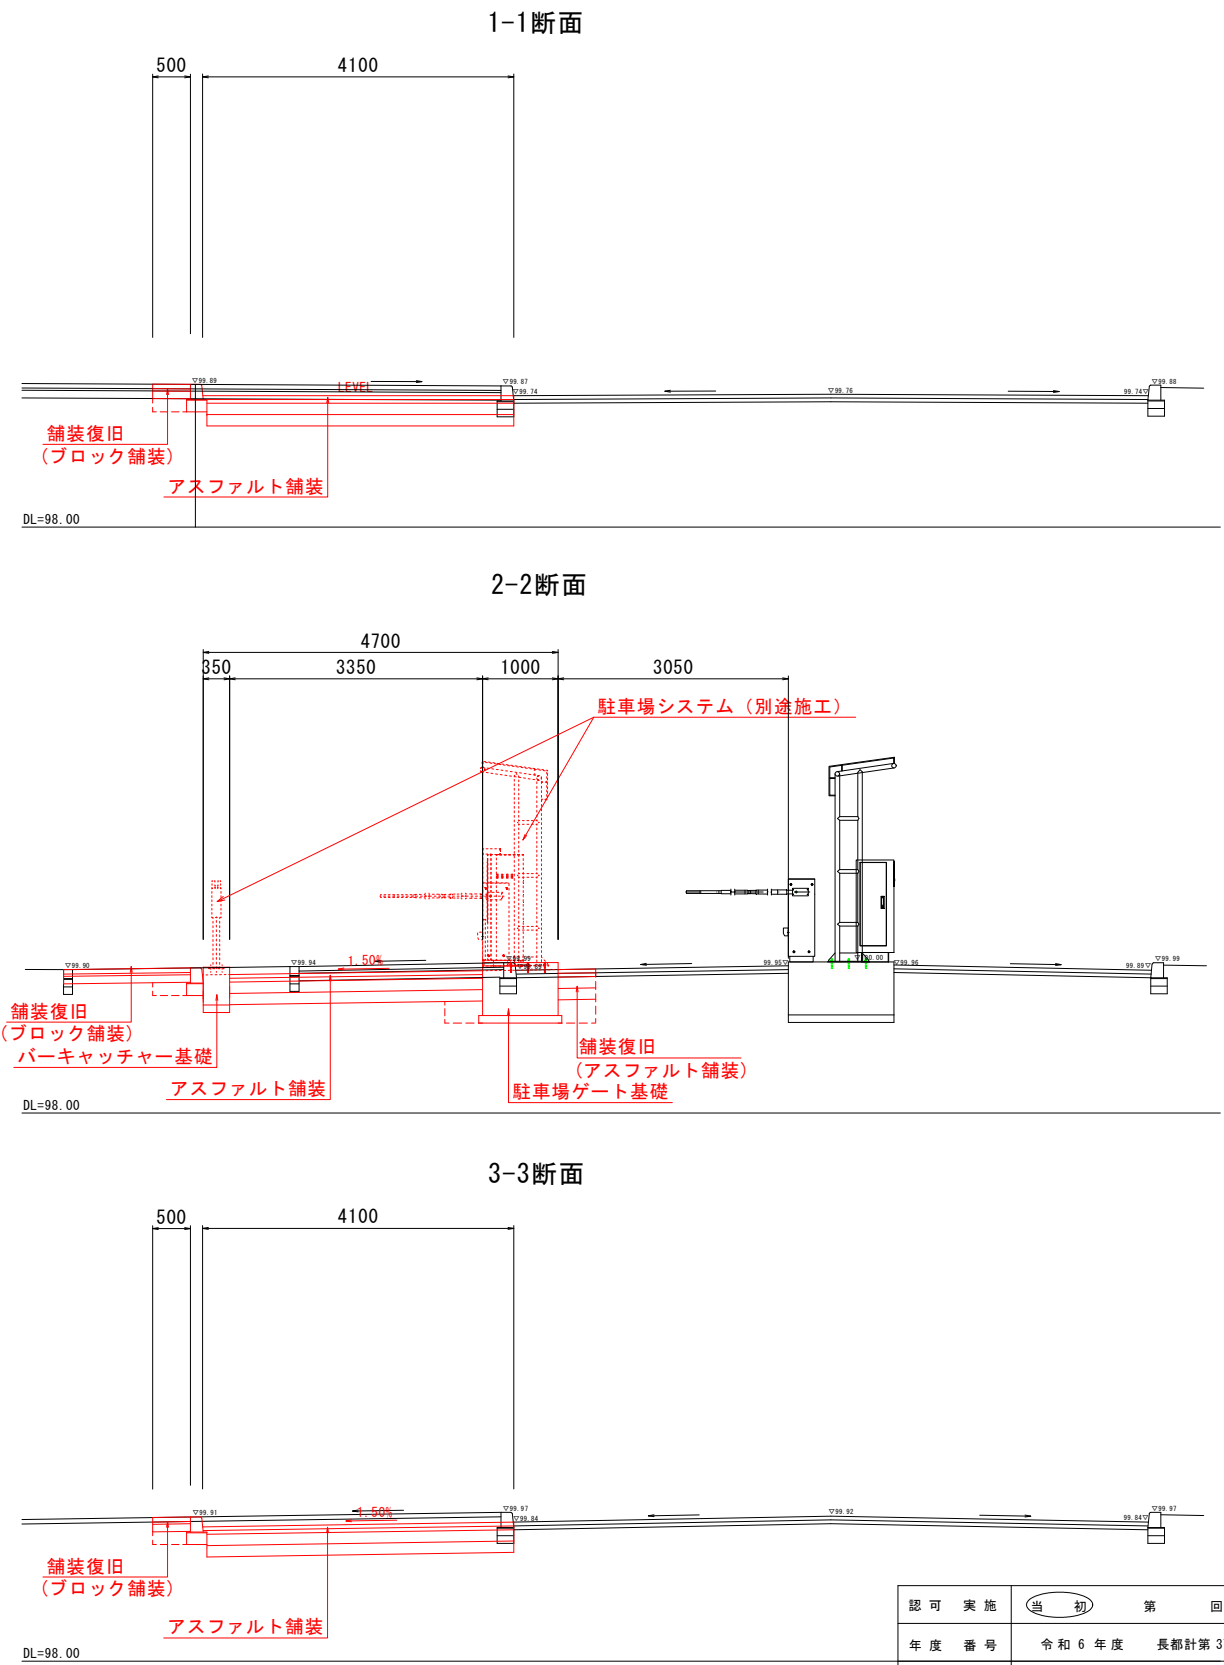 1-1断面
500
4100
▽99.89
LEVEL
▽99.87
▽99.74
▽99.76
▽99.88
99.74▽
舗装復旧
(ブロック舗装)
アスファルト舗装
DL=98.00
2-2断面
4700
350
3350
1000
3050
駐車場システム（別途施工）
▽99.90
▽99.94
1.50%
99.95▽
▽99.96
▽99.99
99.89▽
舗装復旧
(ブロック舗装)
バーキャッチャー基礎
アスファルト舗装
舗装復旧
(アスファルト舗装)
駐車場ゲート基礎
DL=98.00
3-3断面
500
4100
▽99.91
1.50%
▽99.97
▽99.84
▽99.92
▽99.97
99.84▽
舗装復旧
(ブロック舗装)
アスファルト舗装
DL=98.00
認可 実施 当初 第 回
年度 番号 令和 6 年度 長都計第 3